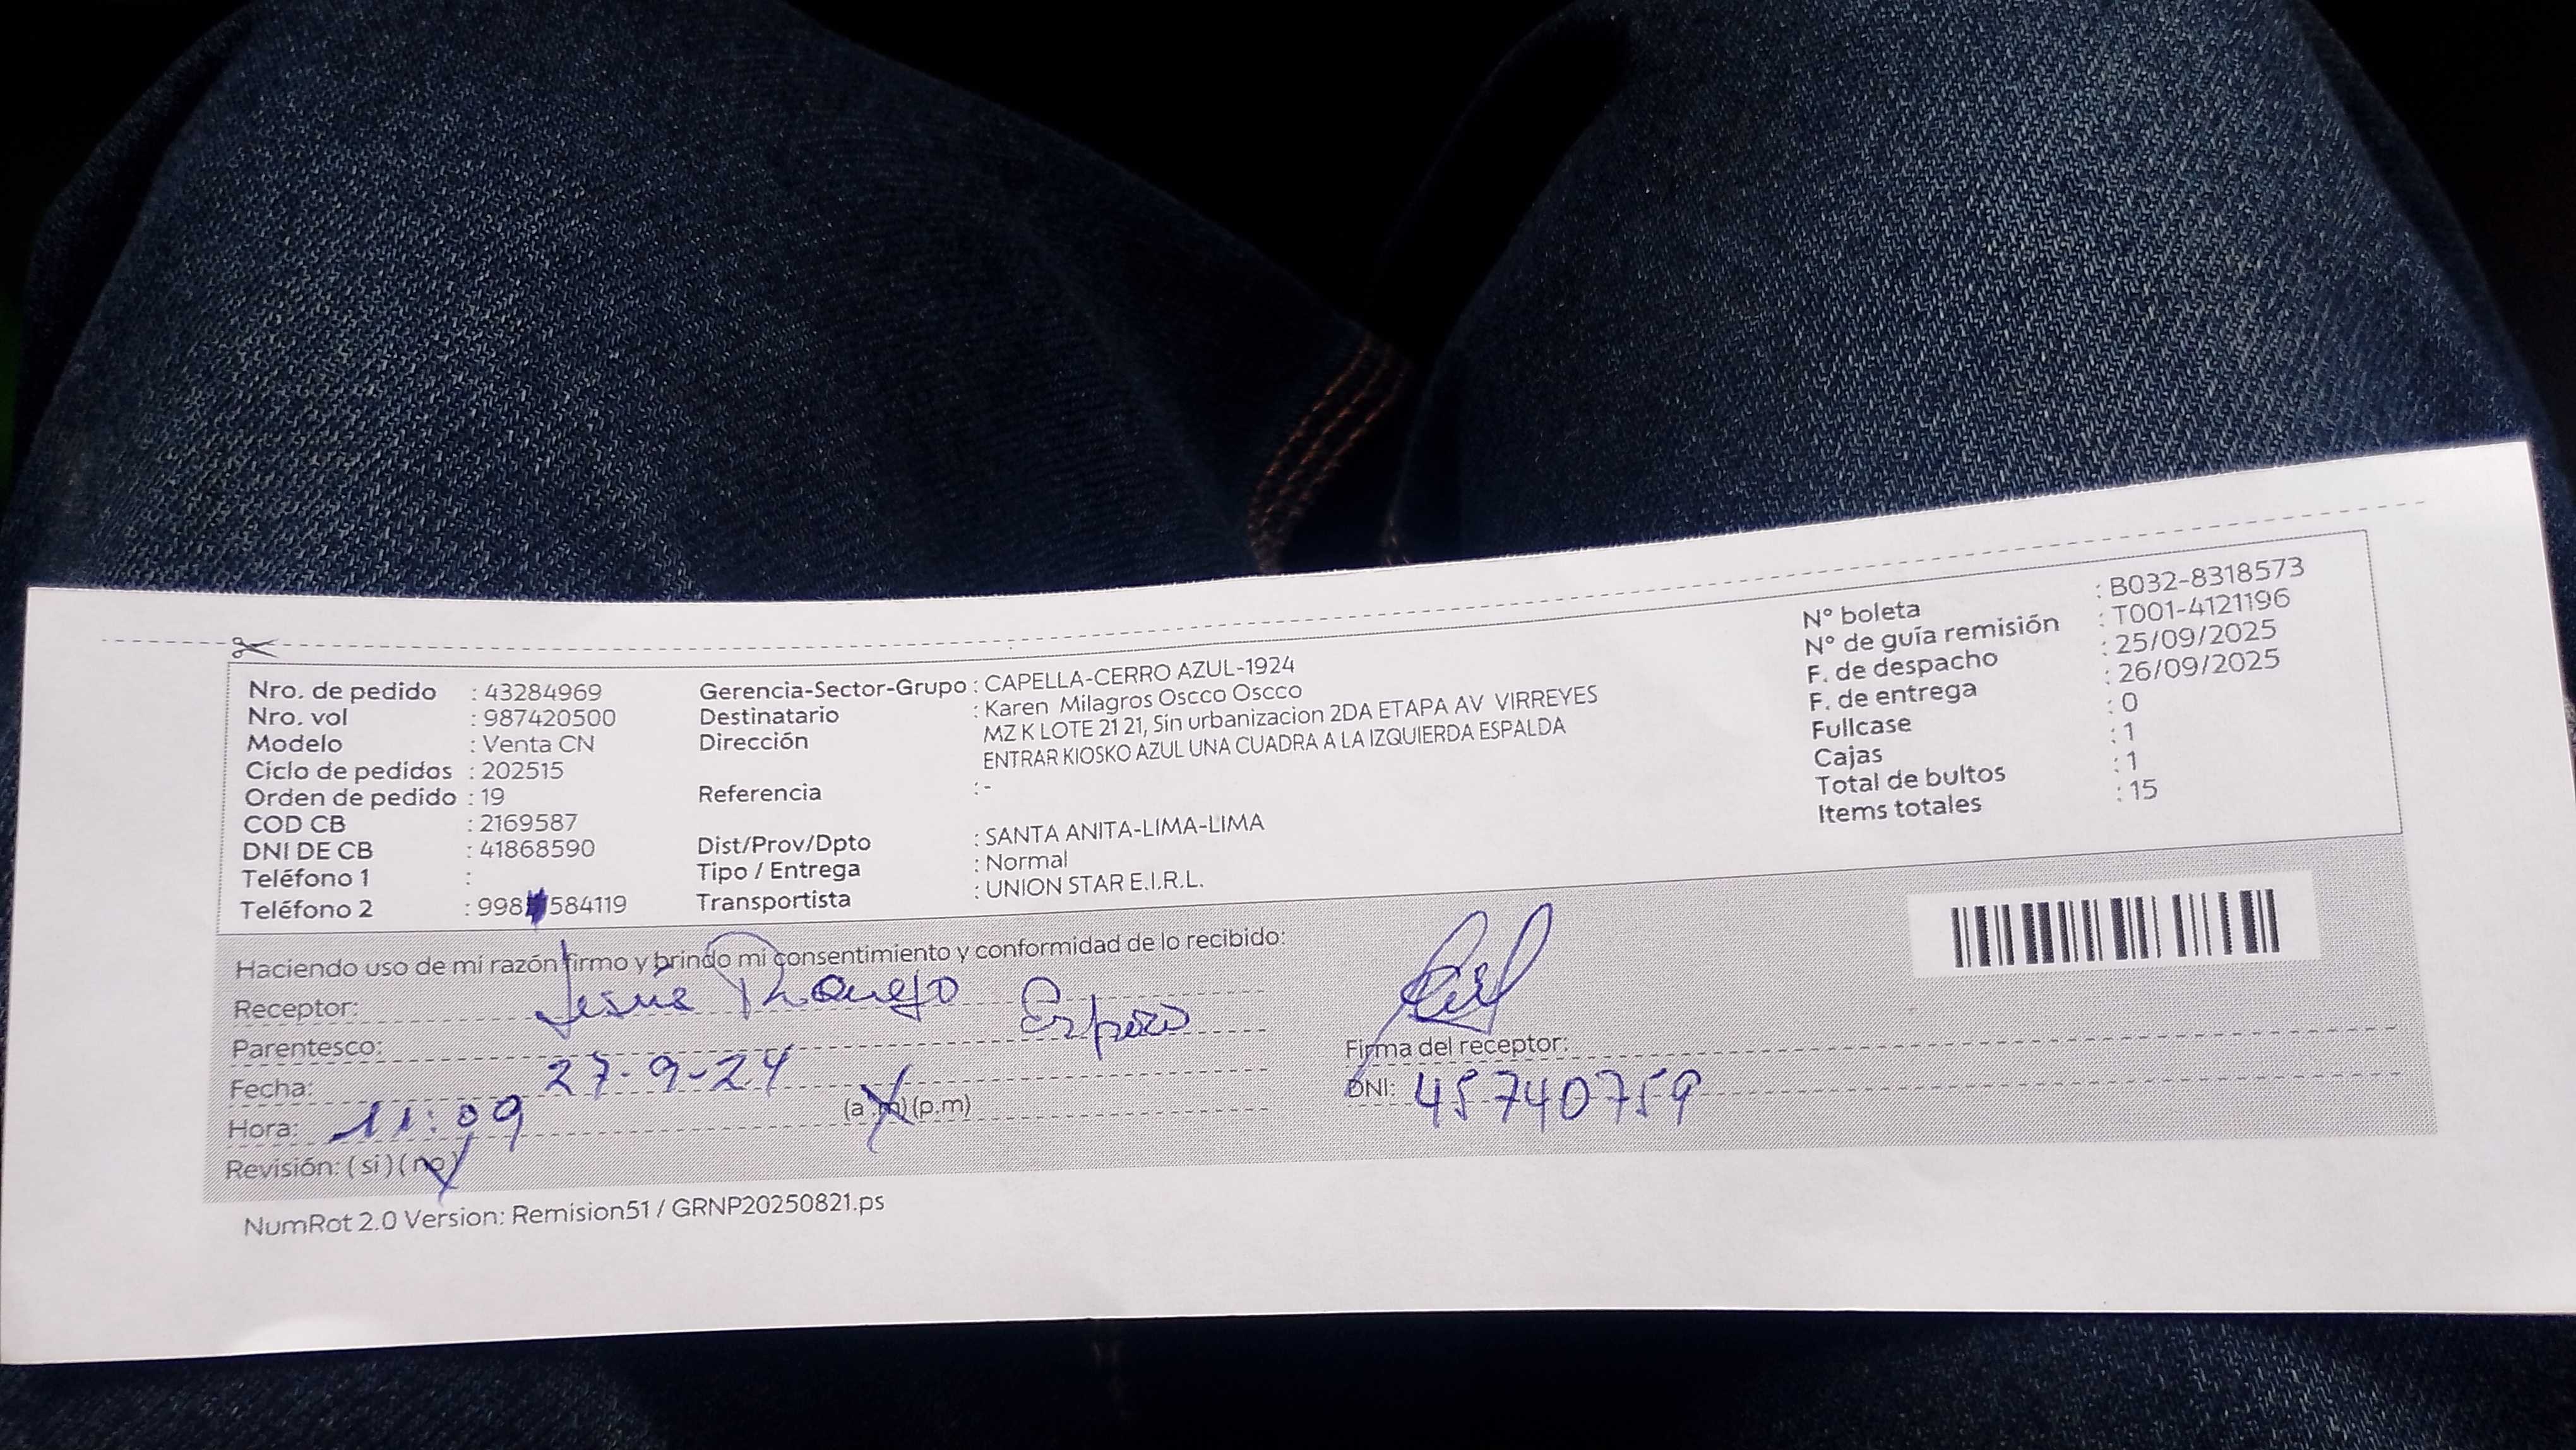 Nro. de pedido : 43284969
Nro. vol : 987420500
Modelo : Venta CN
Ciclo de pedidos : 202515
Orden de pedido : 19
COD CB : 2169587
DNI DE CB : 41868590
Teléfono 1 :
Teléfono 2 : 998 584119
Gerencia-Sector-Grupo : CAPELLA-CERRO AZUL-1924
Destinatario : Karen Milagros Oscco Oscco
Dirección MZ K LOTE 21 21, Sin urbanizacion 2DA ETAPA AV VIRREYES
ENTRAR KIOSKO AZUL UNA CUADRA A LA IZQUIERDA ESPALDA
Referencia : -
Dist/Prov/Dpto : SANTA ANITA-LIMA-LIMA
Tipo / Entrega : Normal
Transportista : UNION STAR E.I.R.L.
N° boleta : B032-8318573
N° de guía remisión : T001-4121196
F. de despacho : 25/09/2025
F. de entrega : 26/09/2025
Fullcase : 0
Cajas : 1
Total de bultos : 1
Items totales : 15
Haciendo uso de mi razón firmo y brindo mi consentimiento y conformidad de lo recibido:
Receptor: Jesús
Parentesco: Esposo
Fecha: 27-9-24
Hora: 11:09 (a.m) (p.m)
Revisión: (si) (no)
Firma del receptor:
DNI: 45740759
NumRot 2.0 Version: Remision51 / GRNP20250821.ps